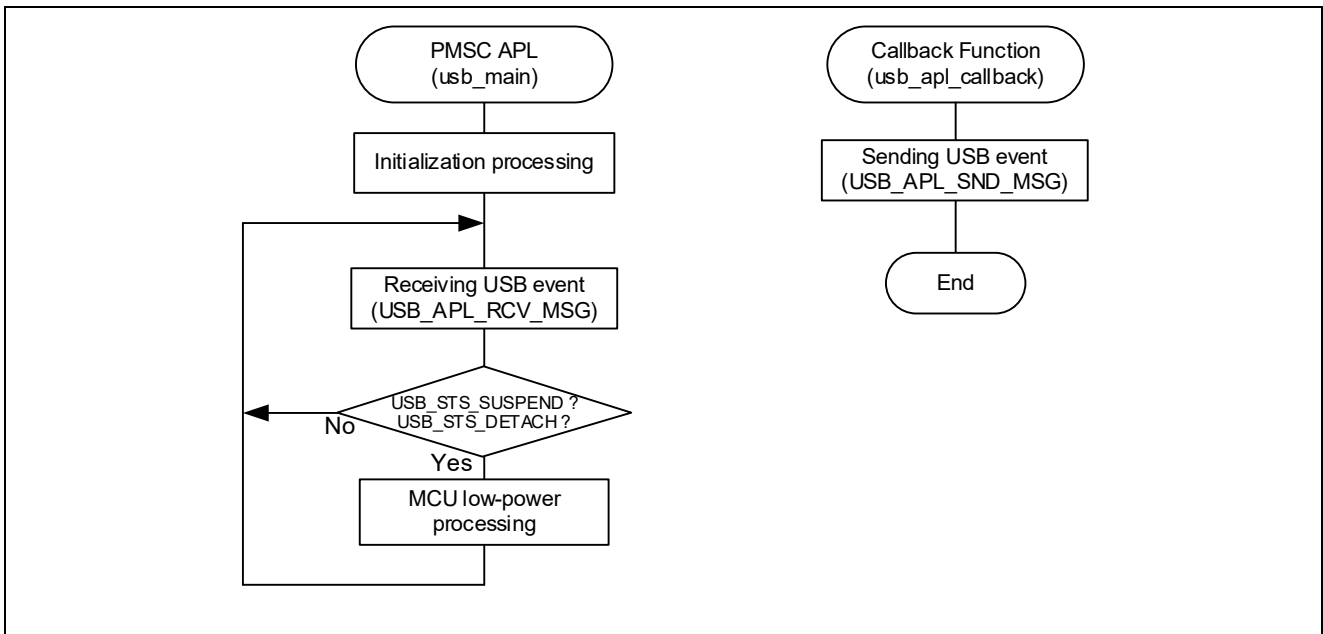 PMSC APL
(usb_main)
Initialization processing
Receiving USB event
(USB_APL_RCV_MSG)
USB_STS_SUSPEND ?
USB_STS_DETACH ?
No
Yes
MCU low-power
processing
Callback Function
(usb_apl_callback)
Sending USB event
(USB_APL_SND_MSG)
End